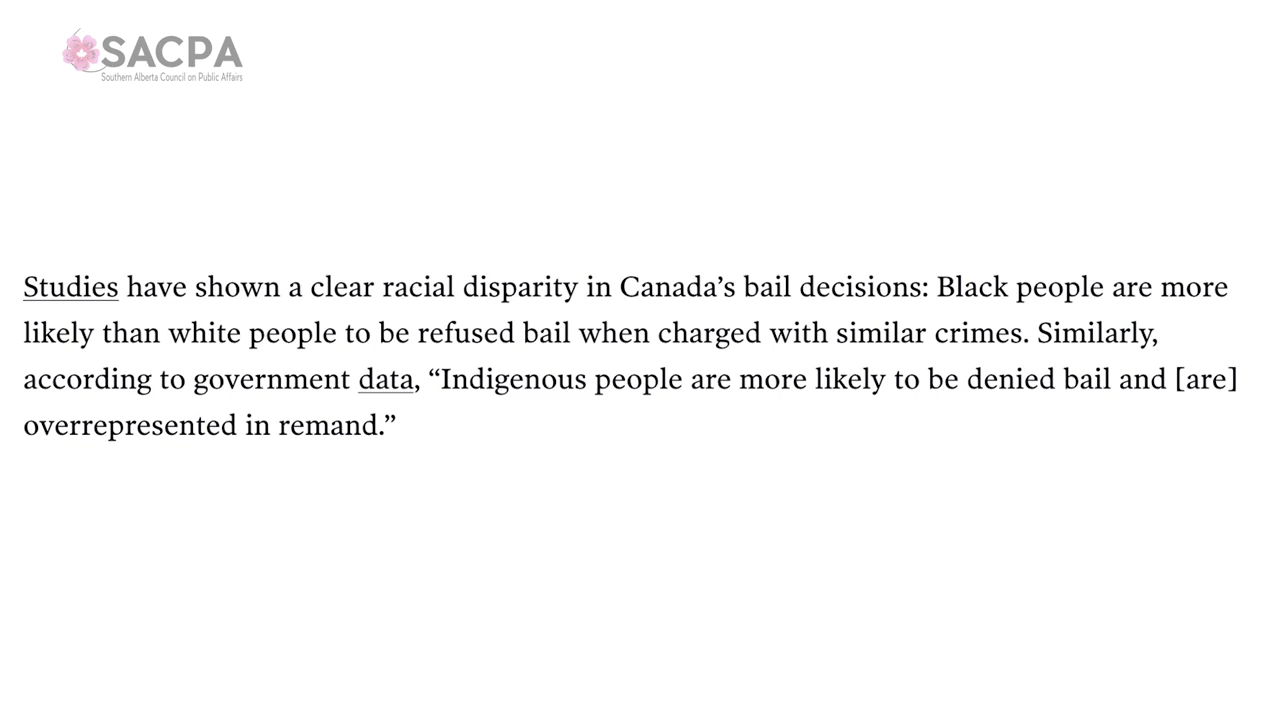 SACPA
Southern Alberta Council on Public Affairs
Studies have shown a clear racial disparity in Canada’s bail decisions: Black people are more
likely than white people to be refused bail when charged with similar crimes. Similarly,
according to government data, “Indigenous people are more likely to be denied bail and [are]
overrepresented in remand.”